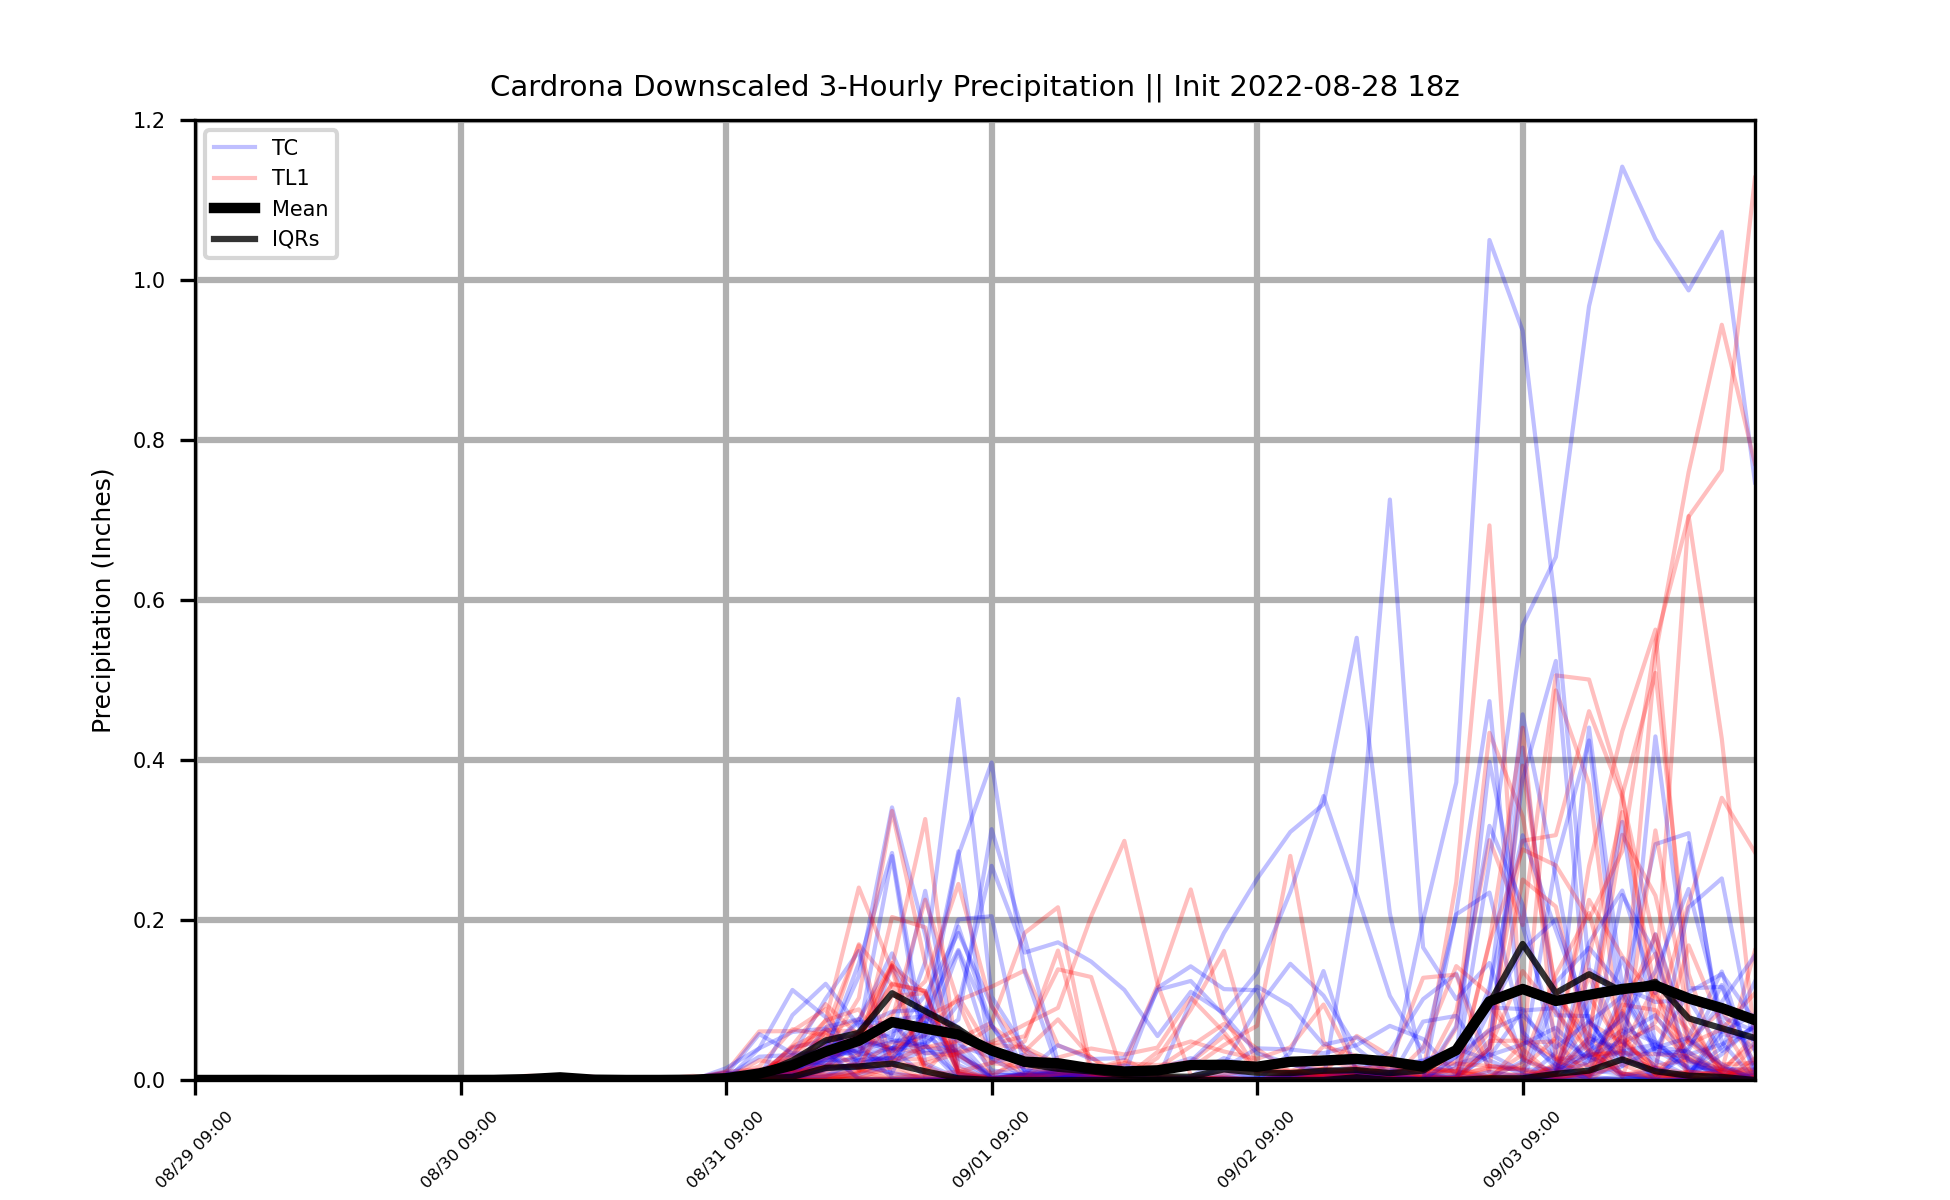 Cardrona Downscaled 3-Hourly Precipitation || Init 2022-08-28 18z
TC
TL1
Mean
IQRs
Precipitation (Inches)
1.2
1.0
0.8
0.6
0.4
0.2
0.0
08/29 09:00
08/30 09:00
08/31 09:00
09/01 09:00
09/02 09:00
09/03 09:00